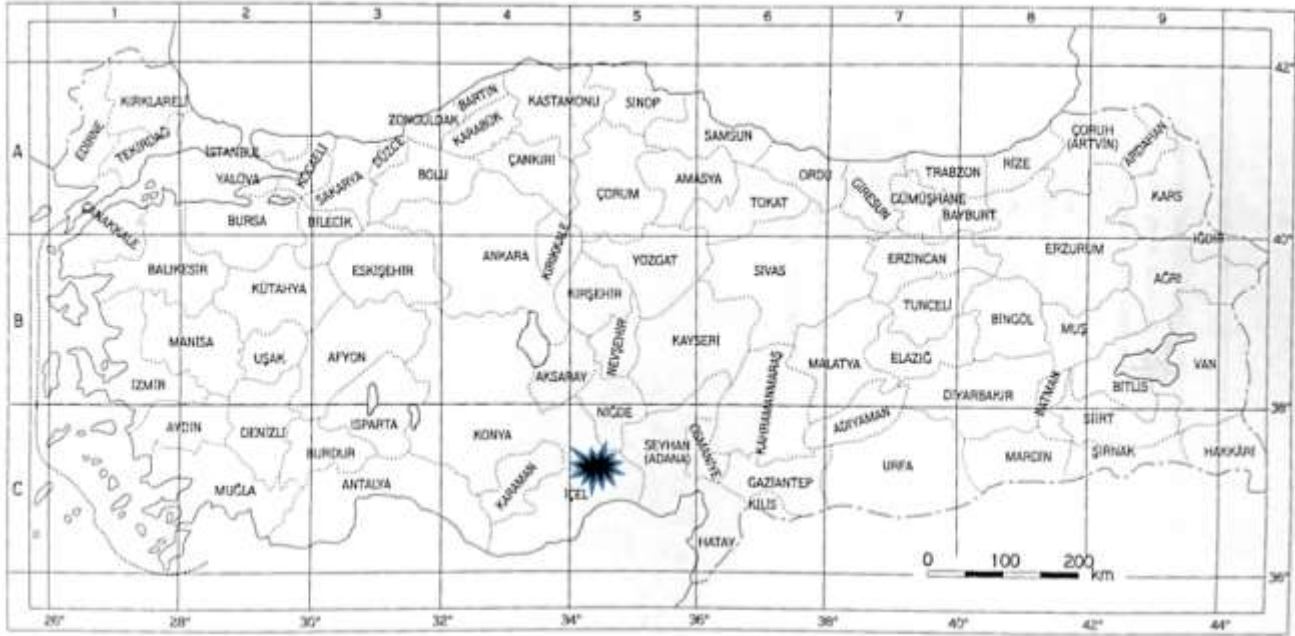 1 2 3 4 5 6 7 8 9
42°
KIRKLARELİ BARTIN KASTAMONU SİNOP
EDİRNE TEKİRDAĞ ZONGULDAK KARABÜK SAMSUN ÇORUH
(ARTVİN) ARDAHAN
A İSTANBUL KOCAELİ DÜZCE ÇANKIRI ORDU TRABZON RİZE
YALOVA SAKARYA BOLU ÇORUM AMASYA TOKAT GİRESUN GÜMÜŞHANE KARS
ÇANAKKALE BURSA BİLECİK BAYBURT
40°
BALIKESİR ESKİŞEHİR ANKARA KIRIKKALE YOZGAT SIVAS ERZİNCAN ERZURUM IĞDIR
KÜTAHYA KIRŞEHİR TUNCELİ AĞRI
B MANİSA UŞAK AFYON NEVŞEHİR KAYSERİ MALATYA ELAZIĞ BİNGÖL MUŞ VAN
İZMİR AKSARAY KAHRAMANMARAŞ DİYARBAKIR BATMAN BİTLİS
38°
AYDIN DENİZLİ ISPARTA KONYA NİĞDE ADIYAMAN SİİRT
BURDUR SEYHAN
(ADANA) OSMANİYE URFA MARDİN ŞIRNAK HAKKÂRİ
C MUĞLA ANTALYA KARAMAN İÇEL GAZİANTEP
KİLİS
HATAY
0 100 200
km
36°
26° 28° 30° 32° 34° 36° 38° 40° 42° 44°